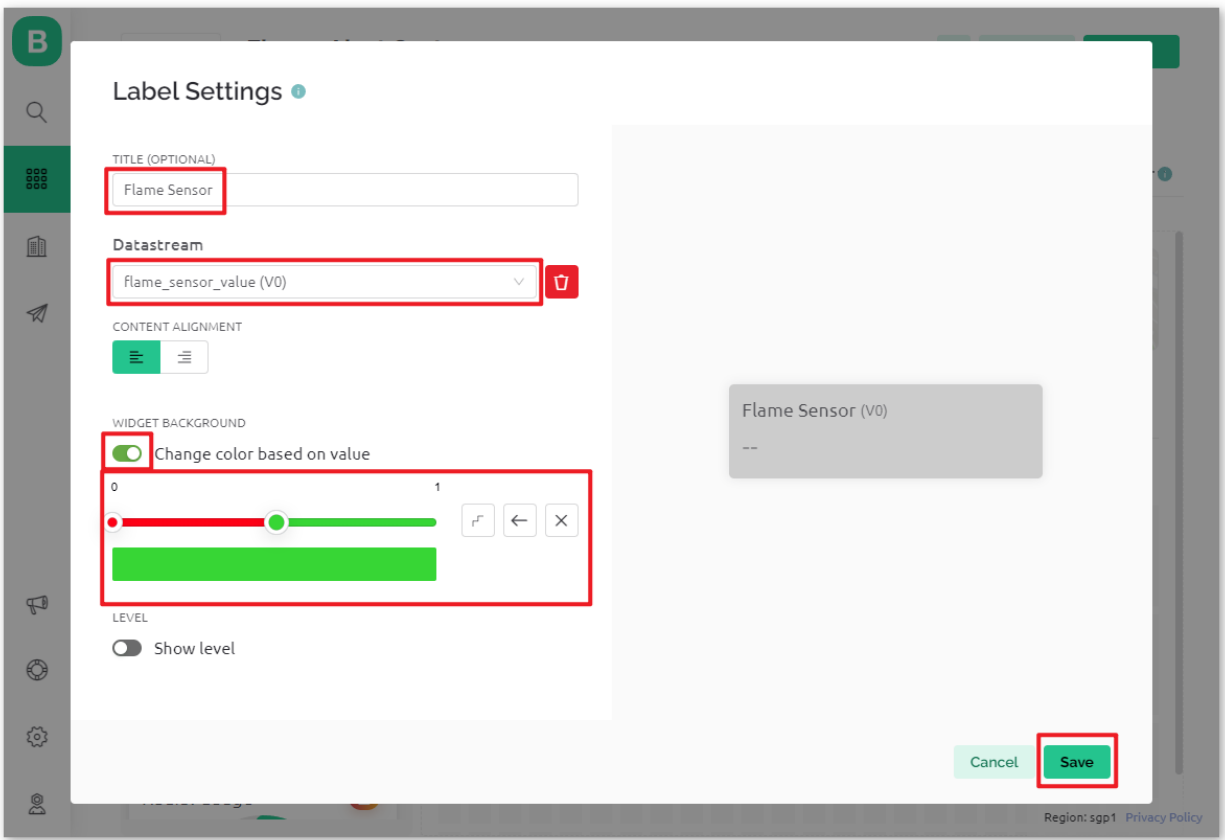 B
Label Settings
TITLE (OPTIONAL)
Flame Sensor
Datastream
flame_sensor_value (V0)
CONTENT ALIGNMENT
WIDGET BACKGROUND
Change color based on value
0 1
LEVEL
Show level
Flame Sensor (V0)
--
Cancel Save
Region: sgp1 Privacy Policy